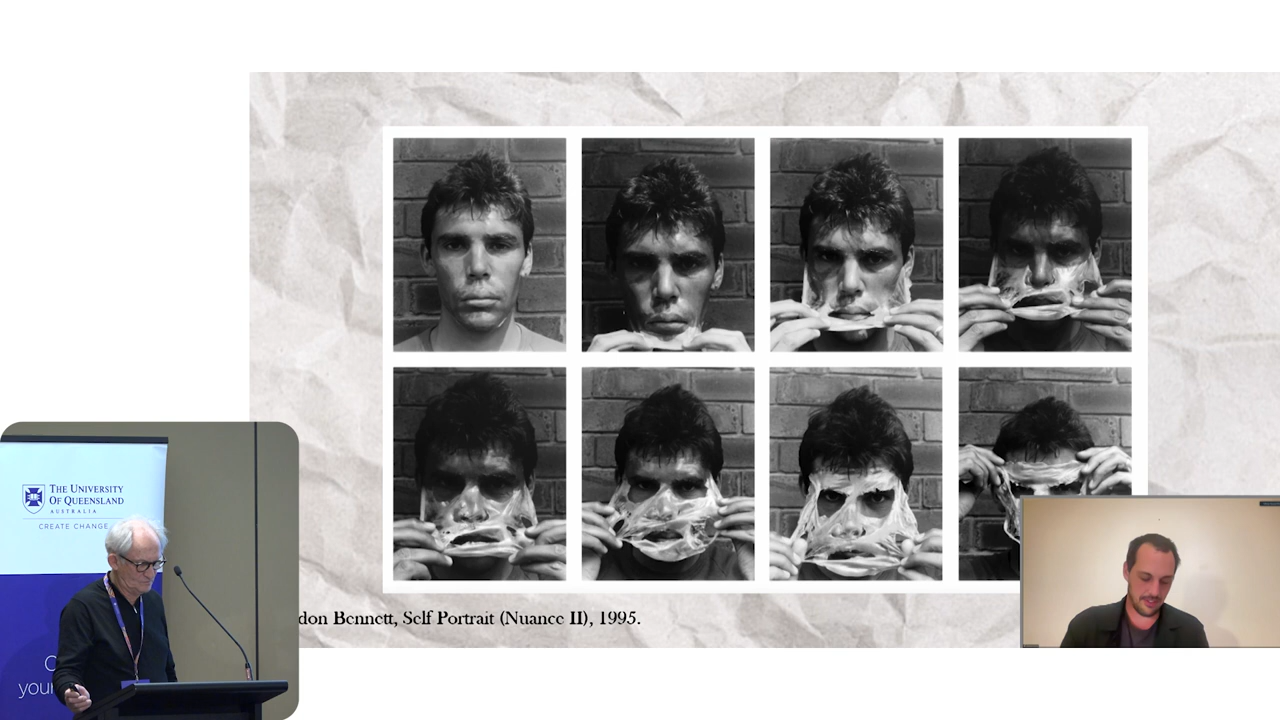 THE UNIVERSITY
OF QUEENSLAND
AUSTRALIA
CREATE CHANGE
don Bennett, Self Portrait (Nuance II), 1995.